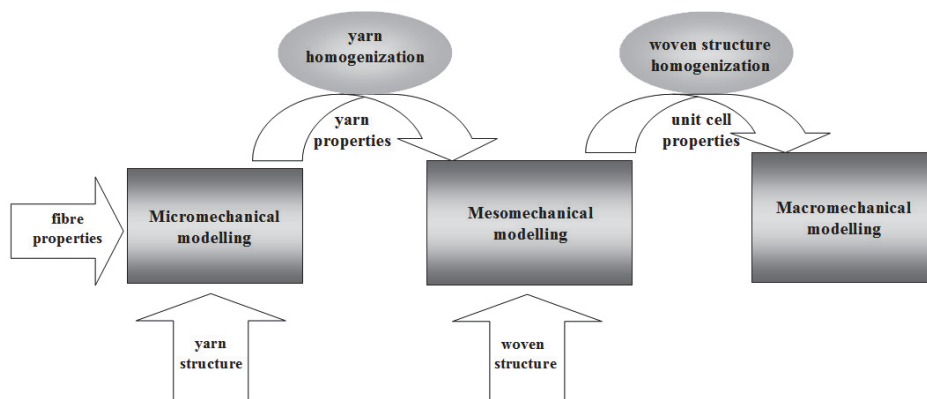 yarn
homogenization
woven structure
homogenization
yarn
properties
unit cell
properties
fibre
properties
Micromechanical
modelling
Mesomechanical
modelling
Macromechanical
modelling
yarn
structure
woven
structure